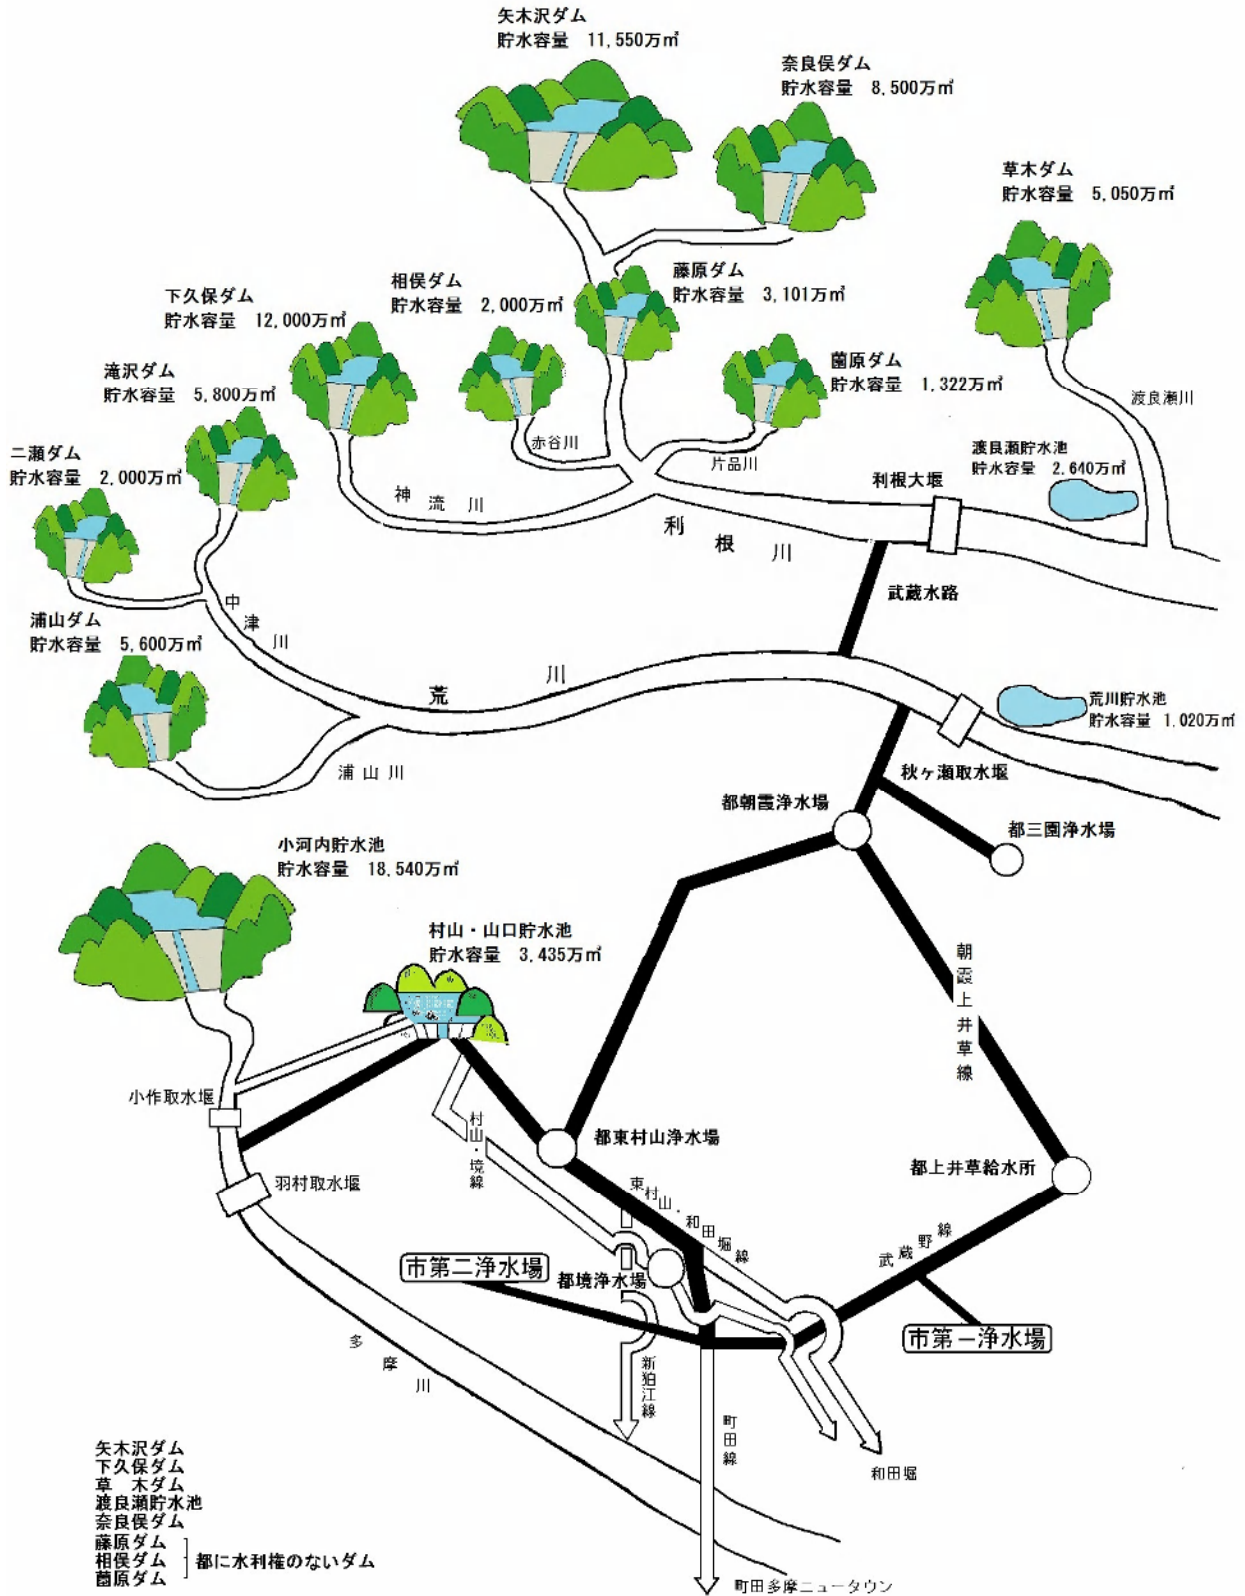 矢木沢ダム
貯水容量 11,550万㎥
奈良俣ダム
貯水容量 8,500万㎥
草木ダム
貯水容量 5,050万㎥
藤原ダム
貯水容量 3,101万㎥
相俣ダム
貯水容量 2,000万㎥
下久保ダム
貯水容量 12,000万㎥
薗原ダム
貯水容量 1,322万㎥
滝沢ダム
貯水容量 5,800万㎥
渡良瀬川
赤谷川
片品川
二瀬ダム
貯水容量 2,000万㎥
渡良瀬貯水池
貯水容量 2,640万㎥
利根大堰
神流川
利根川
武蔵水路
中津川
浦山ダム
貯水容量 5,600万㎥
荒川
荒川貯水池
貯水容量 1,020万㎥
浦山川
秋ヶ瀬取水堰
都朝霞浄水場
都三園浄水場
小河内貯水池
貯水容量 18,540万㎥
村山・山口貯水池
貯水容量 3,435万㎥
朝霞上井草線
小作取水堰
村山・境線
都東村山浄水場
都上井草給水所
羽村取水堰
東村山・和田堀線
武蔵野線
市第二浄水場
都境浄水場
市第一浄水場
多摩川
新狛江線
町田線
和田堀
矢木沢ダム
下久保ダム
草 木ダム
渡良瀬貯水池
奈良俣ダム
藤原ダム
相俣ダム 都に水利権のないダム
薗原ダム
町田多摩ニュータウン